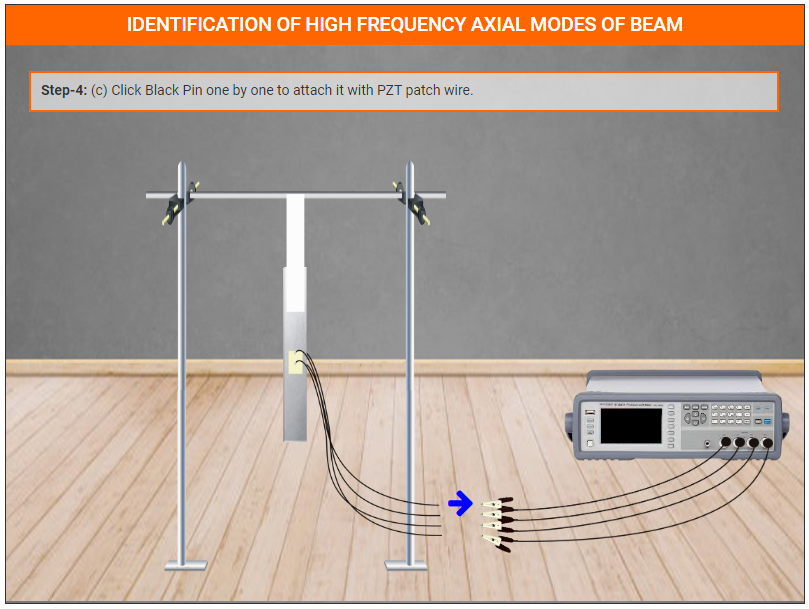 IDENTIFICATION OF HIGH FREQUENCY AXIAL MODES OF BEAM
Step-4: (c) Click Black Pin one by one to attach it with PZT patch wire.